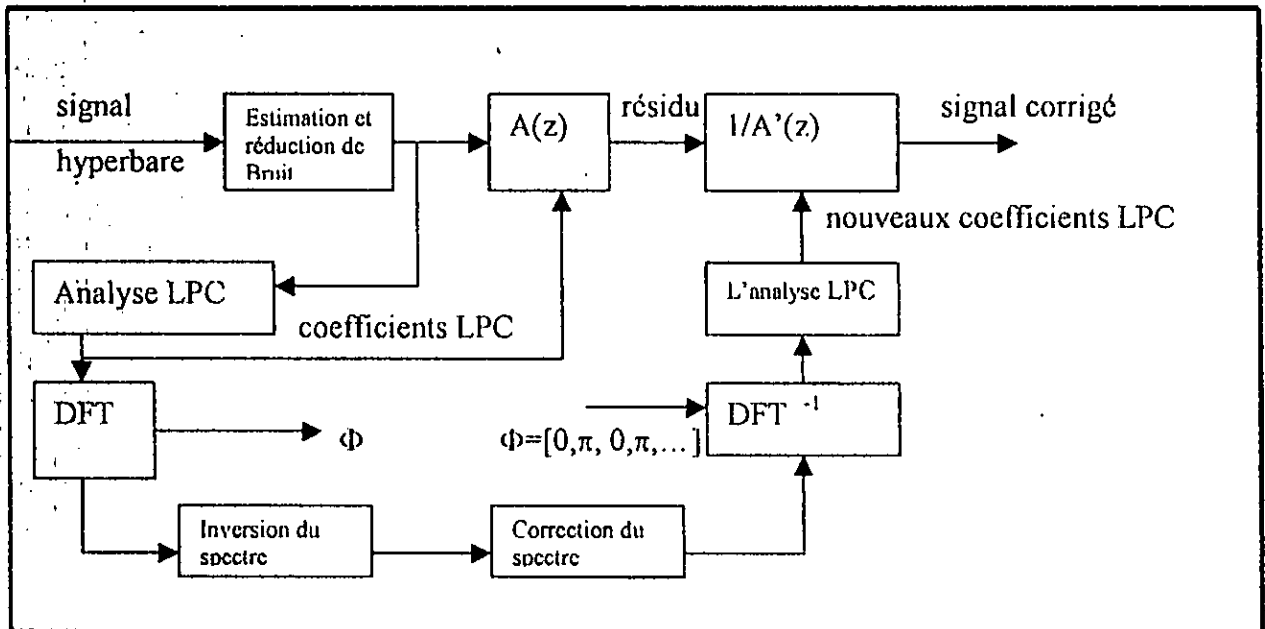 signal
hyperbare
Estimation et
réduction de
Bruit
A(z)
résidu
1/A'(z)
signal corrigé
nouveaux coefficients LPC
Analyse LPC
coefficients LPC
L'analyse LPC
DFT
Φ
Φ=[0,π, 0,π,...]
DFT -1
Inversion du
spectre
Correction du
spectre